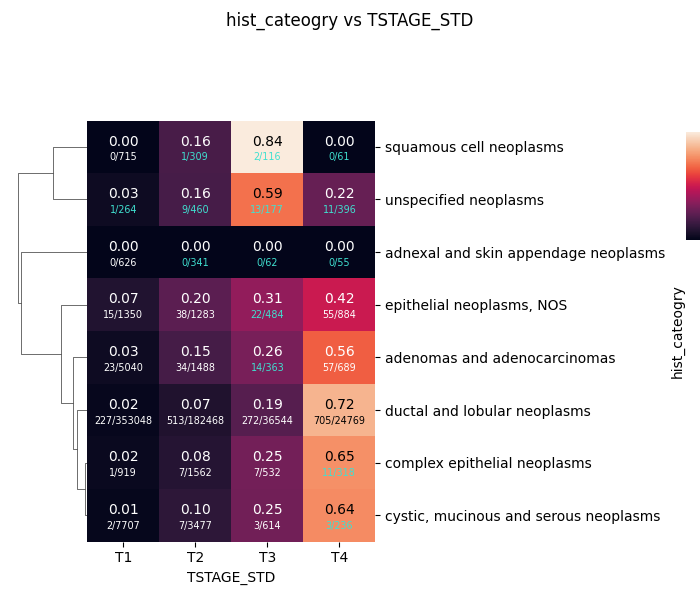 hist_cateogry vs TSTAGE_STD
0.00 0.16 0.84 0.00 squamous cell neoplasms
0/715 1/309 2/116 0/61
0.03 0.16 0.59 0.22 unspecified neoplasms
1/264 9/460 13/177 11/396
0.00 0.00 0.00 0.00 adnexal and skin appendage neoplasms
0/626 0/341 0/62 0/55
0.07 0.20 0.31 0.42 epithelial neoplasms, NOS
15/1350 38/1283 22/484 55/884
0.03 0.15 0.26 0.56 adenomas and adenocarcinomas
23/5040 34/1488 14/363 57/689
0.02 0.07 0.19 0.72 ductal and lobular neoplasms
227/353048 513/182468 272/36544 705/24769
0.02 0.08 0.25 0.65 complex epithelial neoplasms
1/919 7/1562 7/532
0.01 0.10 0.25 0.64 cystic, mucinous and serous neoplasms
2/7707 7/3477 3/614
T1 T2 T3 T4
TSTAGE_STD
hist_cateogry